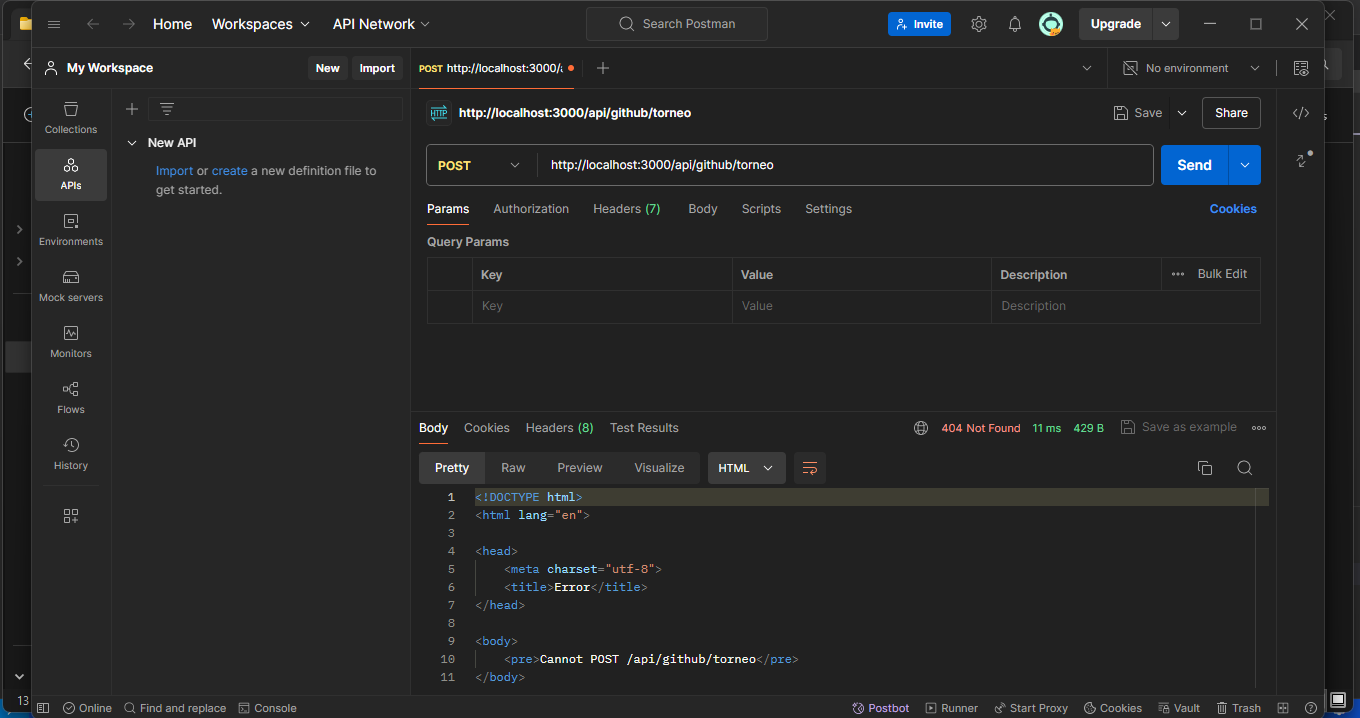 Home Workspaces API Network Search Postman Invite Upgrade
My Workspace New Import POST http://localhost:3000/a No environment
HTTP http://localhost:3000/api/github/torneo Save Share
Collections
New API
Import or create a new definition file to
get started.
APIs
Environments
Mock servers
Monitors
Flows
History
POST http://localhost:3000/api/github/torneo Send
Params Authorization Headers (7) Body Scripts Settings Cookies
Query Params
Key Value Description Bulk Edit
Key Value Description
Body Cookies Headers (8) Test Results 404 Not Found 11 ms 429 B Save as example
Pretty Raw Preview Visualize HTML
1 <!DOCTYPE html>
2 <html lang="en">
3
4 <head>
5 <meta charset="utf-8">
6 <title>Error</title>
7 </head>
8
9 <body>
10 <pre>Cannot POST /api/github/torneo</pre>
11 </body>
13 Online Find and replace Console Postbot Runner Start Proxy Cookies Vault Trash